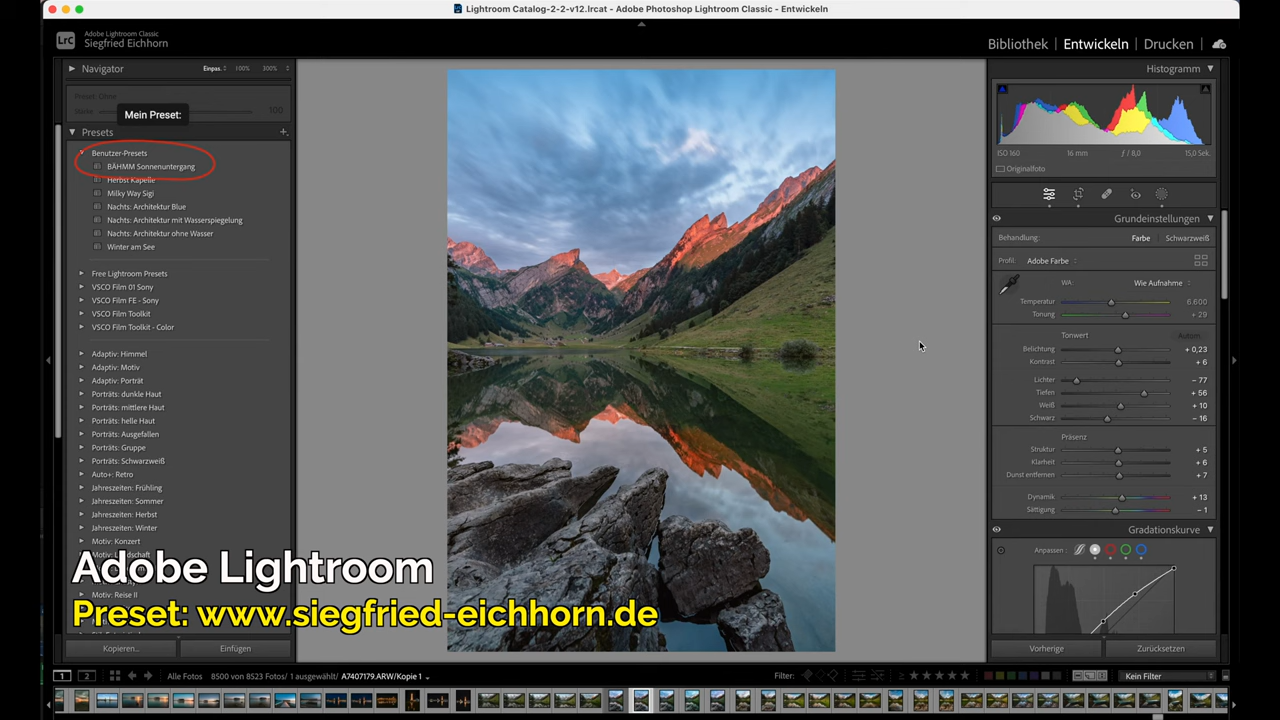 Lightroom Catalog-2-2-v12.lrcat - Adobe Photoshop Lightroom Classic - Entwickeln
LrC
Adobe Lightroom Classic
Siegfried Eichhorn
Bibliothek
Entwickeln
Drucken
Navigator
Einpas.
100%
300%
Preset: Ohne
100
Mein Preset:
Presets
Benutzer-Presets
BÄHMM Sonnenuntergang
Herbst Kapelle
Milky Way Sigi
Nachts: Architektur Blue
Nachts: Architektur mit Wasserspiegelung
Nachts: Architektur ohne Wasser
Winter am See
Free Lightroom Presets
VSCO Film 01 Sony
VSCO Film FE - Sony
VSCO Film Toolkit
VSCO Film Toolkit - Color
Adaptiv: Himmel
Adaptiv: Motiv
Adaptiv: Porträt
Porträts: dunkle Haut
Porträts: mittlere Haut
Porträts: helle Haut
Porträts: Ausgefallen
Porträts: Gruppe
Porträts: Schwarzweiß
Auto+: Retro
Jahreszeiten: Frühling
Jahreszeiten: Sommer
Jahreszeiten: Herbst
Jahreszeiten: Winter
Motiv: Konzert
Motiv: Reise II
Adobe Lightroom
Preset: www.siegfried-eichhorn.de
Kopieren...
Einfügen
Histogramm
ISO 160
16 mm
ƒ / 8,0
15,0 Sek.
Originalfoto
Grundeinstellungen
Behandlung:
Farbe
Schwarzweiß
Profil:
Adobe Farbe
WA:
Wie Aufnahme
Temperatur
6.600
Tonung
+ 29
Tonwert
Autom.
Belichtung
+ 0,23
Kontrast
+ 6
Lichter
− 77
Tiefen
+ 56
Weiß
+ 10
Schwarz
− 16
Präsenz
Struktur
+ 5
Klarheit
+ 6
Dunst entfernen
+ 7
Dynamik
+ 13
Sättigung
− 1
Gradationskurve
Anpassen:
Vorherige
Zurücksetzen
1
2
Alle Fotos
8500 von 8523 Fotos / 1 ausgewählt / A7407179.ARW/Kopie 1
Filter:
Kein Filter